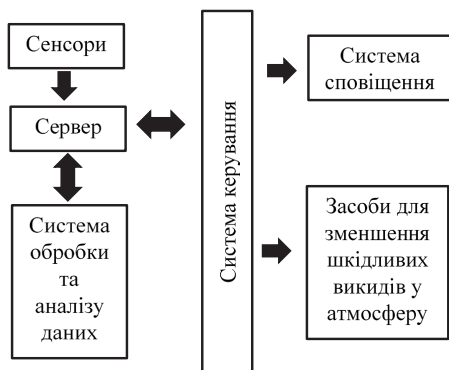 Сенсори
Сервер
Система
обробки
та
аналізу
даних
Система керування
Система
сповіщення
Засоби для
зменшення
шкідливих
викидів у
атмосферу